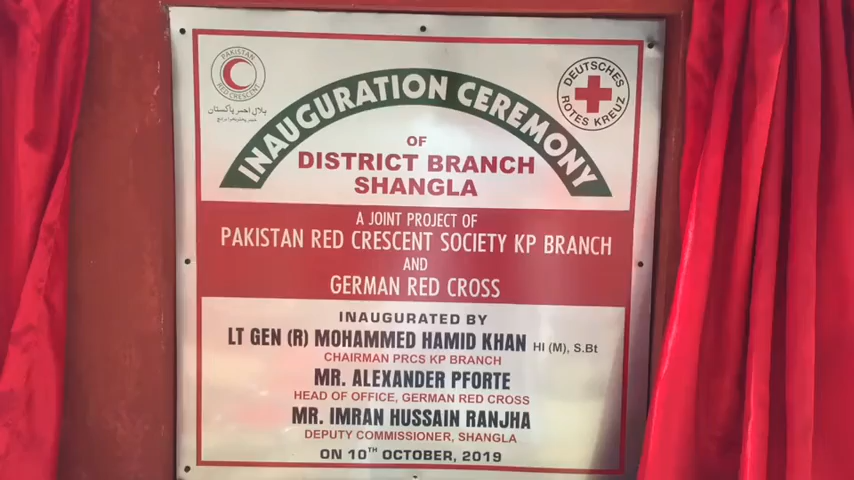 PAKISTAN
RED CRESCENT
ہلال احمر پاکستان
DEUTSCHES
ROTES KREUZ
INAUGURATION CEREMONY
OF
DISTRICT BRANCH
SHANGLA
A JOINT PROJECT OF
PAKISTAN RED CRESCENT SOCIETY KP BRANCH
AND
GERMAN RED CROSS
INAUGURATED BY
LT GEN (R) MOHAMMED HAMID KHAN HI (M), S.Bt
CHAIRMAN PRCS KP BRANCH
MR. ALEXANDER PFORTE
HEAD OF OFFICE, GERMAN RED CROSS
MR. IMRAN HUSSAIN RANJHA
DEPUTY COMMISSIONER, SHANGLA
ON 10TH OCTOBER, 2019